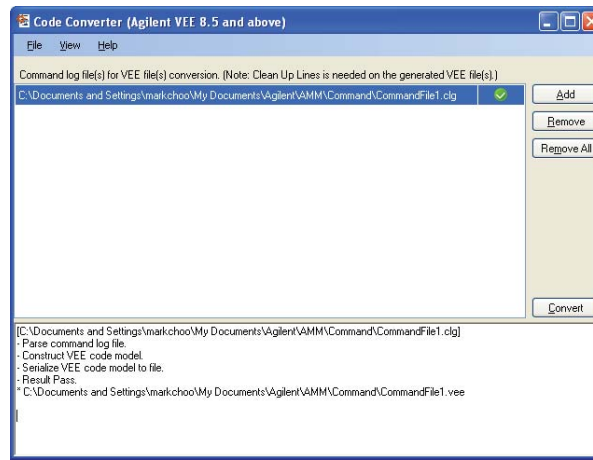 Code Converter (Agilent VEE 8.5 and above)
File View Help
Command log file(s) for VEE file(s) conversion. (Note: Clean Up Lines is needed on the generated VEE file(s).)
C:\Documents and Settings\markchoo\My Documents\Agilent\AMM\Command\CommandFile1.clg
Add
Remove
Remove All
Convert
[C:\Documents and Settings\markchoo\My Documents\Agilent\AMM\Command\CommandFile1.clg]
- Parse command log file.
- Construct VEE code model.
- Serialize VEE code model to file.
- Result Pass.
* C:\Documents and Settings\markchoo\My Documents\Agilent\AMM\Command\CommandFile1.vee